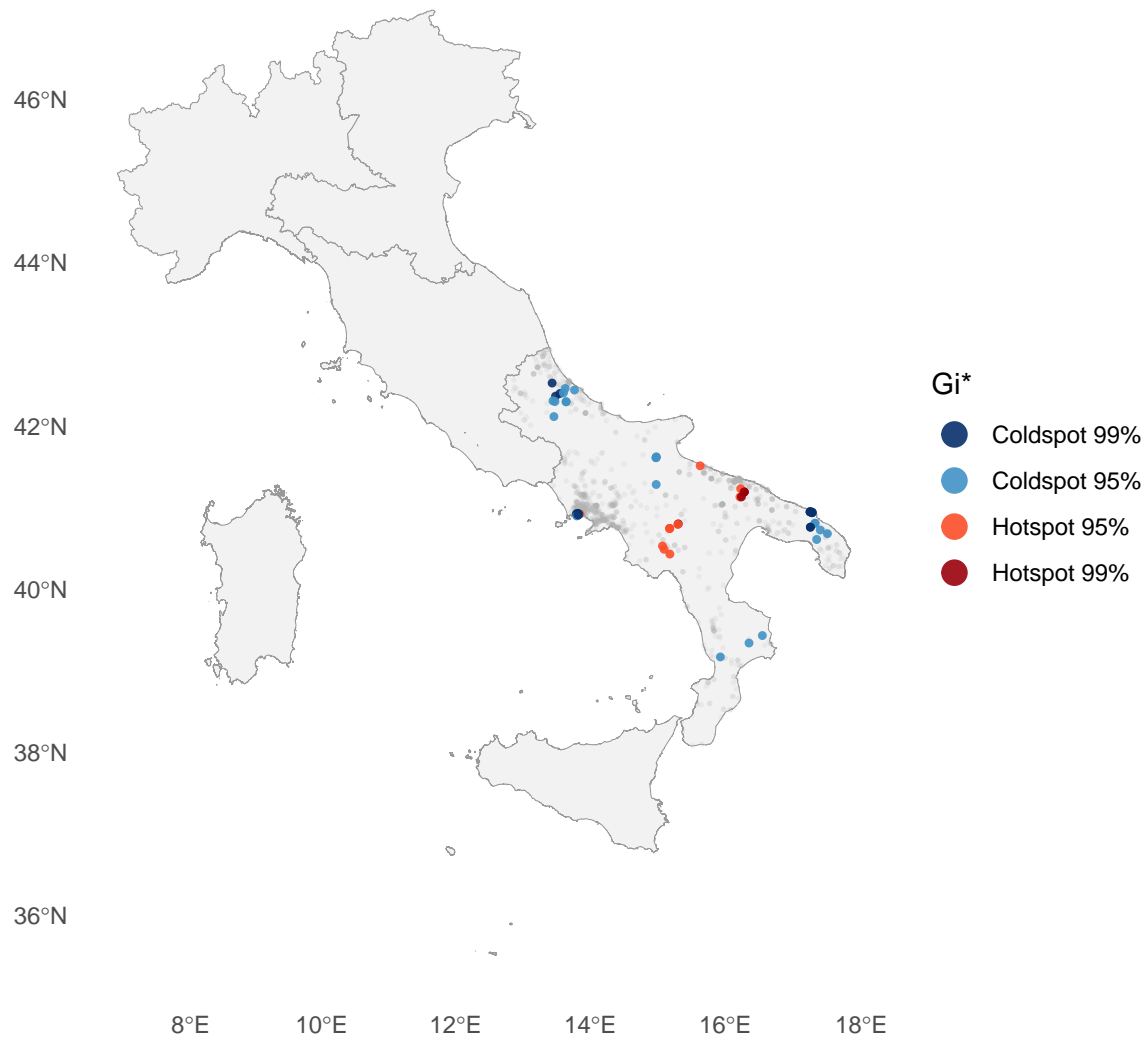 46°N
44°N
42°N
40°N
38°N
36°N
8°E
10°E
12°E
14°E
16°E
18°E
Gi*
Coldspot 99%
Coldspot 95%
Hotspot 95%
Hotspot 99%